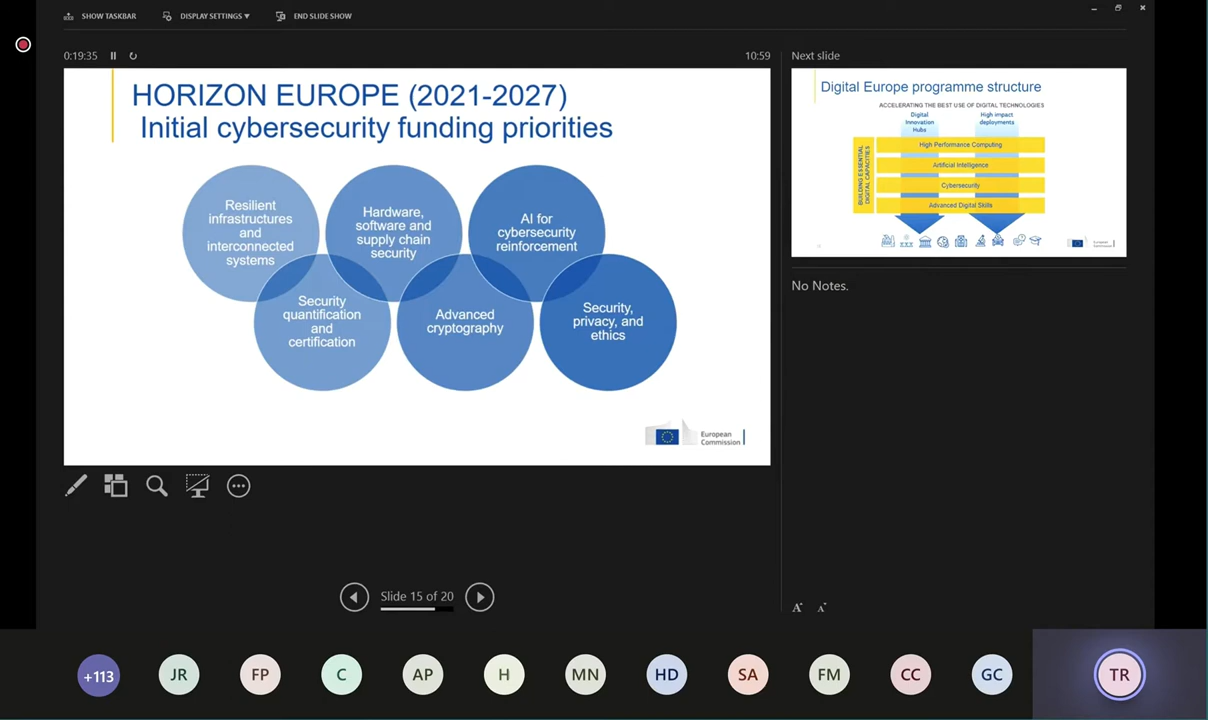 SHOW TASKBAR
DISPLAY SETTINGS ▼
END SLIDE SHOW
0:19:35
10:59
HORIZON EUROPE (2021-2027)
Initial cybersecurity funding priorities
Resilient
infrastructures
and
interconnected
systems
Hardware,
software and
supply chain
security
AI for
cybersecurity
reinforcement
Security
quantification
and
certification
Advanced
cryptography
Security,
privacy, and
ethics
European
Commission
Next slide
Digital Europe programme structure
ACCELERATING THE BEST USE OF DIGITAL TECHNOLOGIES
Digital
Innovation
Hubs
High impact
deployments
BUILDING ESSENTIAL
DIGITAL CAPACITIES
High Performance Computing
Artificial Intelligence
Cybersecurity
Advanced Digital Skills
European
Commission
No Notes.
Slide 15 of 20
A A
+113
JR
FP
C
AP
H
MN
HD
SA
FM
CC
GC
TR